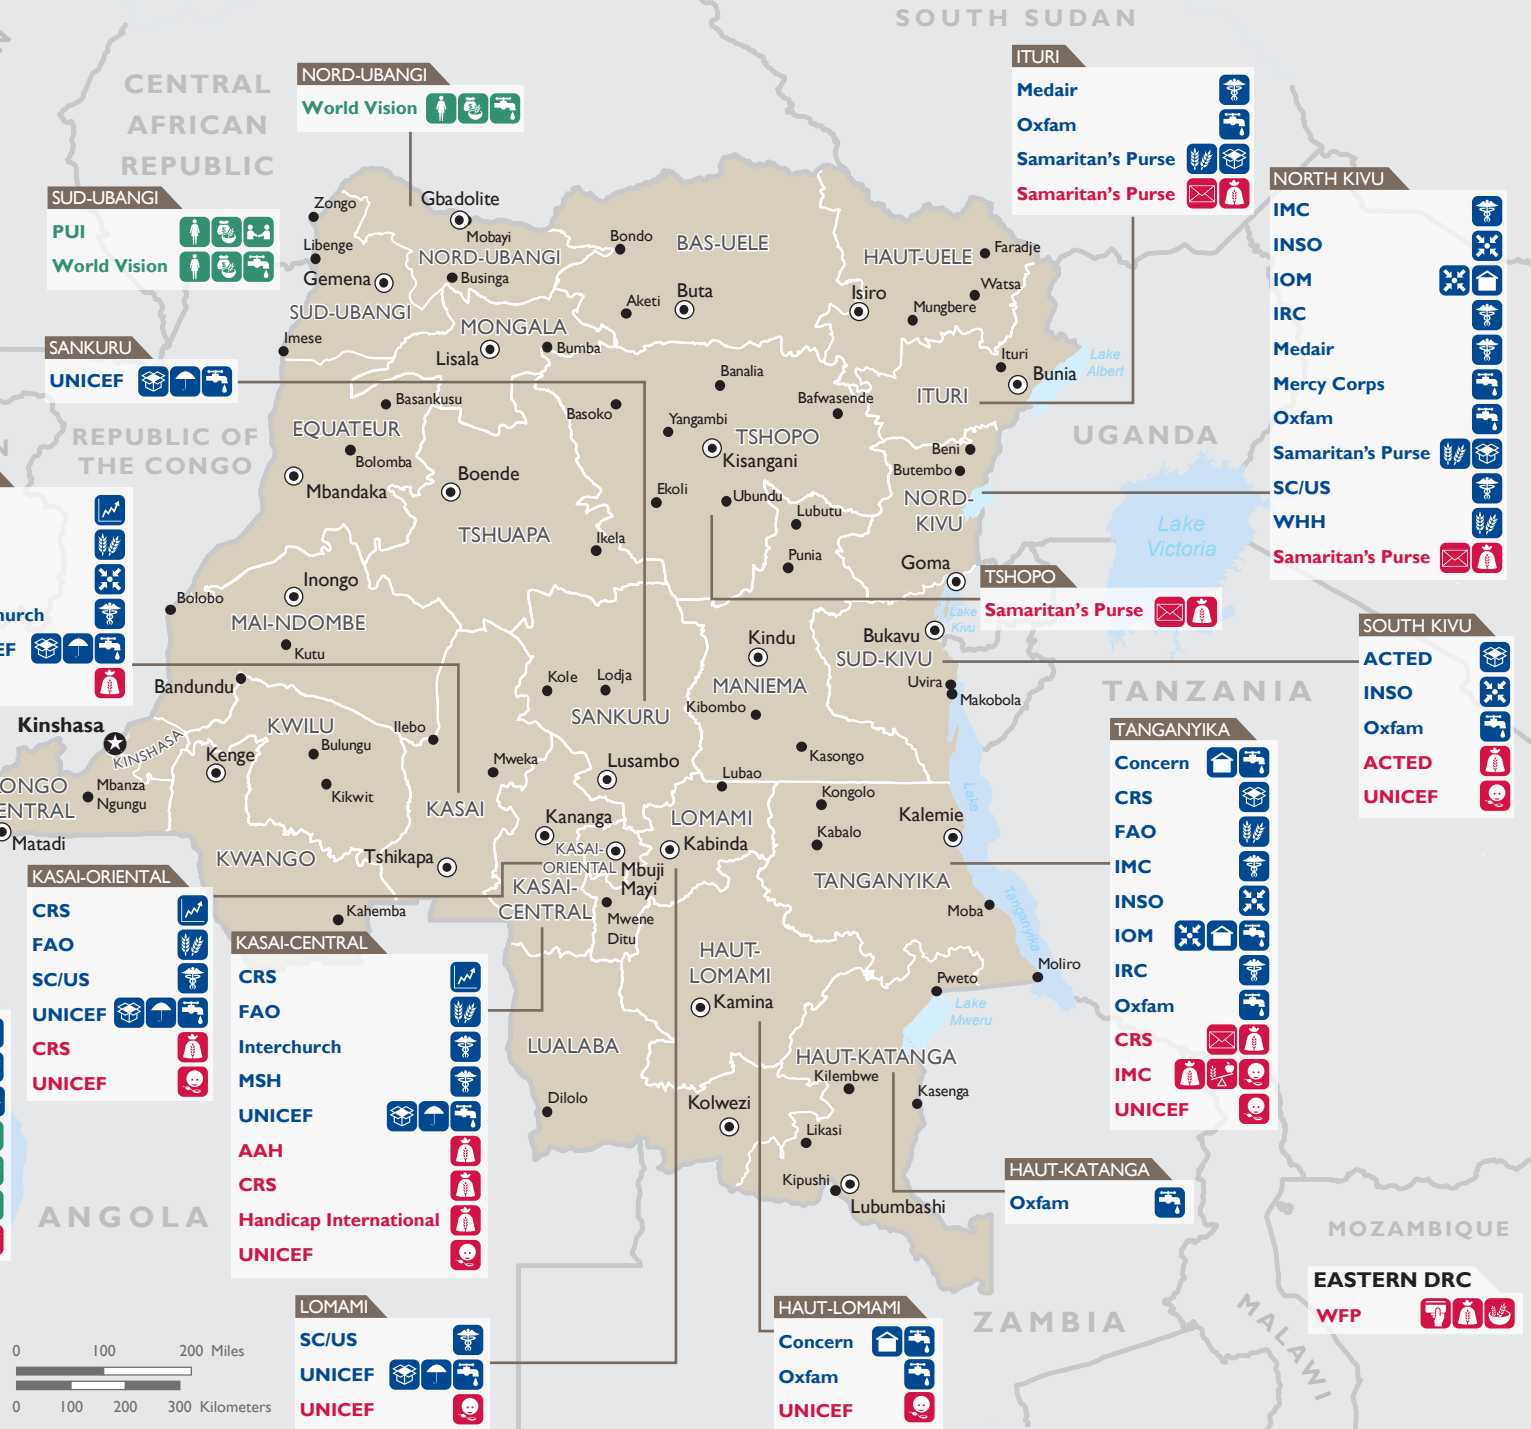 SOUTH SUDAN
CENTRAL
AFRICAN
REPUBLIC
NORD-UBANGI
World Vision
SUD-UBANGI
PUI
World Vision
SANKURU
UNICEF
REPUBLIC OF
THE CONGO
ITURI
Medair
Oxfam
Samaritan's Purse
Samaritan's Purse
NORTH KIVU
IMC
INSO
IOM
IRC
Medair
Mercy Corps
Oxfam
Samaritan's Purse
SC/US
WHH
Samaritan's Purse
Zongo
Gbadolite
Mobayi
Libenge
NORD-UBANGI
Gemena
Businga
SUD-UBANGI
Bondo
BAS-UELE
HAUT-UELE
Faradje
Watsa
Aketi
Buta
Isiro
Mungbere
MONGALA
Imese
Lisala
Bumba
Ituri
Bunia
Lake
Albert
Banalia
ITURI
Basankusu
Basoko
Bafwasende
Yangambi
UGANDA
EQUATEUR
TSHOPO
Kisangani
Bolomba
Beni
Butembo
Mbandaka
Boende
Ekoli
Ubundu
NORD-
KIVU
Lubutu
Lake
Victoria
TSHUAPA
Ikela
Punia
Goma
TSHOPO
Samaritan's Purse
Inongo
Bolobo
MAI-NDOMBE
Kutu
Lake
Kivu
Kindu
Bukavu
SUD-KIVU
SOUTH KIVU
ACTED
INSO
Oxfam
ACTED
UNICEF
hurch
EF
Bandundu
Kole
Lodja
MANIEMA
Uvira
Makobola
TANZANIA
Kinshasa
KINSHASA
KWILU
Ilebo
SANKURU
Kibombo
Bulungu
Kenge
Mweka
Lusambo
Kasongo
Lubao
ONGO
ENTRAL
Mbanza
Ngungu
Kikwit
KASAI
Kananga
LOMAMI
Kongolo
Kalemie
Lake
Tanganyika
Matadi
KWANGO
Tshikapa
KASAI-
ORIENTAL
Kabinda
Kabalo
Mbuji
Mayi
KASAI-
CENTRAL
TANGANYIKA
Moba
Mwene
Ditu
Kahemba
TANGANYIKA
Concern
CRS
FAO
IMC
INSO
IOM
IRC
Oxfam
CRS
IMC
UNICEF
KASAI-ORIENTAL
CRS
FAO
SC/US
UNICEF
CRS
UNICEF
KASAI-CENTRAL
CRS
FAO
Interchurch
MSH
UNICEF
AAH
CRS
Handicap International
UNICEF
HAUT-
LOMAMI
Kamina
Pweto
Moliro
Lake
Mweru
LUALABA
HAUT-KATANGA
Kilembwe
Kasenga
Dilolo
Kolwezi
Likasi
Kipushi
Lubumbashi
HAUT-KATANGA
Oxfam
ANGOLA
MOZAMBIQUE
EASTERN DRC
WFP
LOMAMI
SC/US
UNICEF
UNICEF
HAUT-LOMAMI
Concern
Oxfam
UNICEF
ZAMBIA
MALAWI
0 100 200 Miles
0 100 200 300 Kilometers